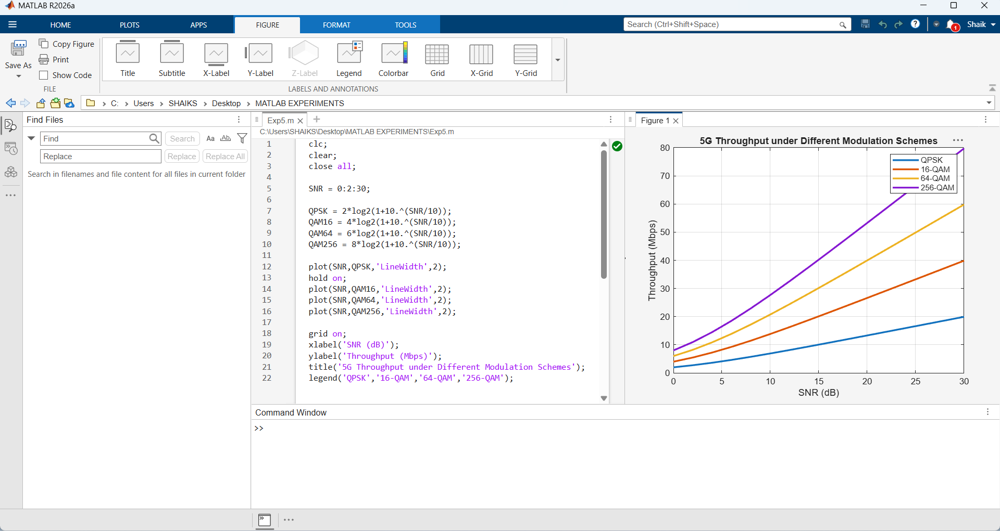 MATLAB R2026a
HOME PLOTS APPS FIGURE FORMAT TOOLS Search (Ctrl+Shift+Space) ? 1 Shaik
Save As
Copy Figure
Print
Show Code
FILE
Title Subtitle X-Label Y-Label Z-Label Legend Colorbar Grid X-Grid Y-Grid
LABELS AND ANNOTATIONS
C: › Users › SHAIKS › Desktop › MATLAB EXPERIMENTS
Find Files
Find Search Aa Ab,
Replace Replace Replace All
Search in filenames and file content for all files in current folder
Exp5.m
C:\Users\SHAIKS\Desktop\MATLAB EXPERIMENTS\Exp5.m
1 clc;
2 clear;
3 close all;
4
5 SNR = 0:2:30;
6
7 QPSK = 2*log2(1+10.^(SNR/10));
8 QAM16 = 4*log2(1+10.^(SNR/10));
9 QAM64 = 6*log2(1+10.^(SNR/10));
10 QAM256 = 8*log2(1+10.^(SNR/10));
11
12 plot(SNR,QPSK,'LineWidth',2);
13 hold on;
14 plot(SNR,QAM16,'LineWidth',2);
15 plot(SNR,QAM64,'LineWidth',2);
16 plot(SNR,QAM256,'LineWidth',2);
17
18 grid on;
19 xlabel('SNR (dB)');
20 ylabel('Throughput (Mbps)');
21 title('5G Throughput under Different Modulation Schemes');
22 legend('QPSK','16-QAM','64-QAM','256-QAM');
Figure 1
5G Throughput under Different Modulation Schemes
QPSK
16-QAM
64-QAM
256-QAM
Throughput (Mbps)
80
70
60
50
40
30
20
10
0
0 5 10 15 20 25 30
SNR (dB)
Command Window
>>